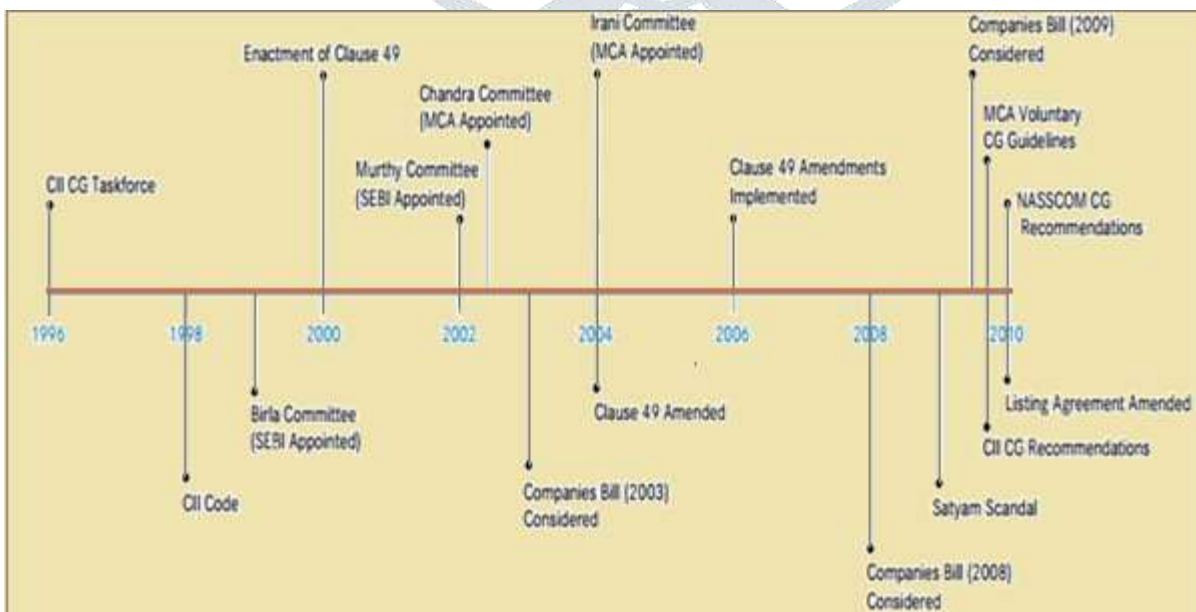 CII CG Taskforce
Enactment of Clause 49
Chandra Committee
(MCA Appointed)
Murthy Committee
(SEBI Appointed)
Irani Committee
(MCA Appointed)
Clause 49 Amendments
Implemented
Companies Bill (2009)
Considered
MCA Voluntary
CG Guidelines
NASSCOM CG
Recommendations
1996
1998
2000
2002
2004
2006
2008
2010
CII Code
Birla Committee
(SEBI Appointed)
Companies Bill (2003)
Considered
Clause 49 Amended
Companies Bill (2008)
Considered
Satyam Scandal
CII CG Recommendations
Listing Agreement Amended